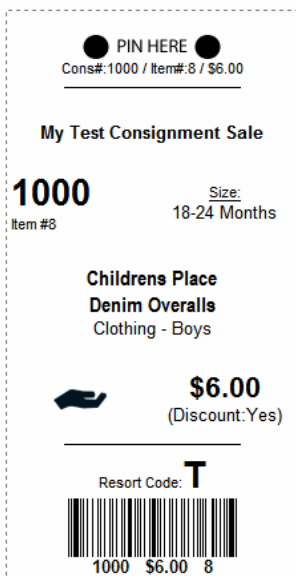 PIN HERE
Cons#:1000 / Item#:8 / $6.00
My Test Consignment Sale
1000
Item #8
Size:
18-24 Months
Childrens Place
Denim Overalls
Clothing - Boys
$6.00
(Discount:Yes)
Resort Code: T
1000 $6.00 8